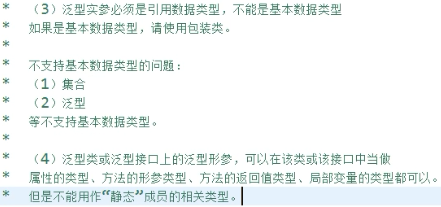 * （3）泛型实参必须是引用数据类型，不能是基本数据类型
* 如果是基本数据类型，请使用包装类。
*
* 不支持基本数据类型的问题：
* （1）集合
* （2）泛型
* 等不支持基本数据类型。
*
* （4）泛型类或泛型接口上的泛型形参，可以在该类或该接口中当做
* 属性的类型、方法的形参类型、方法的返回值类型、局部变量的类型都可以。
* 但是不能用作“静态”成员的相关类型。